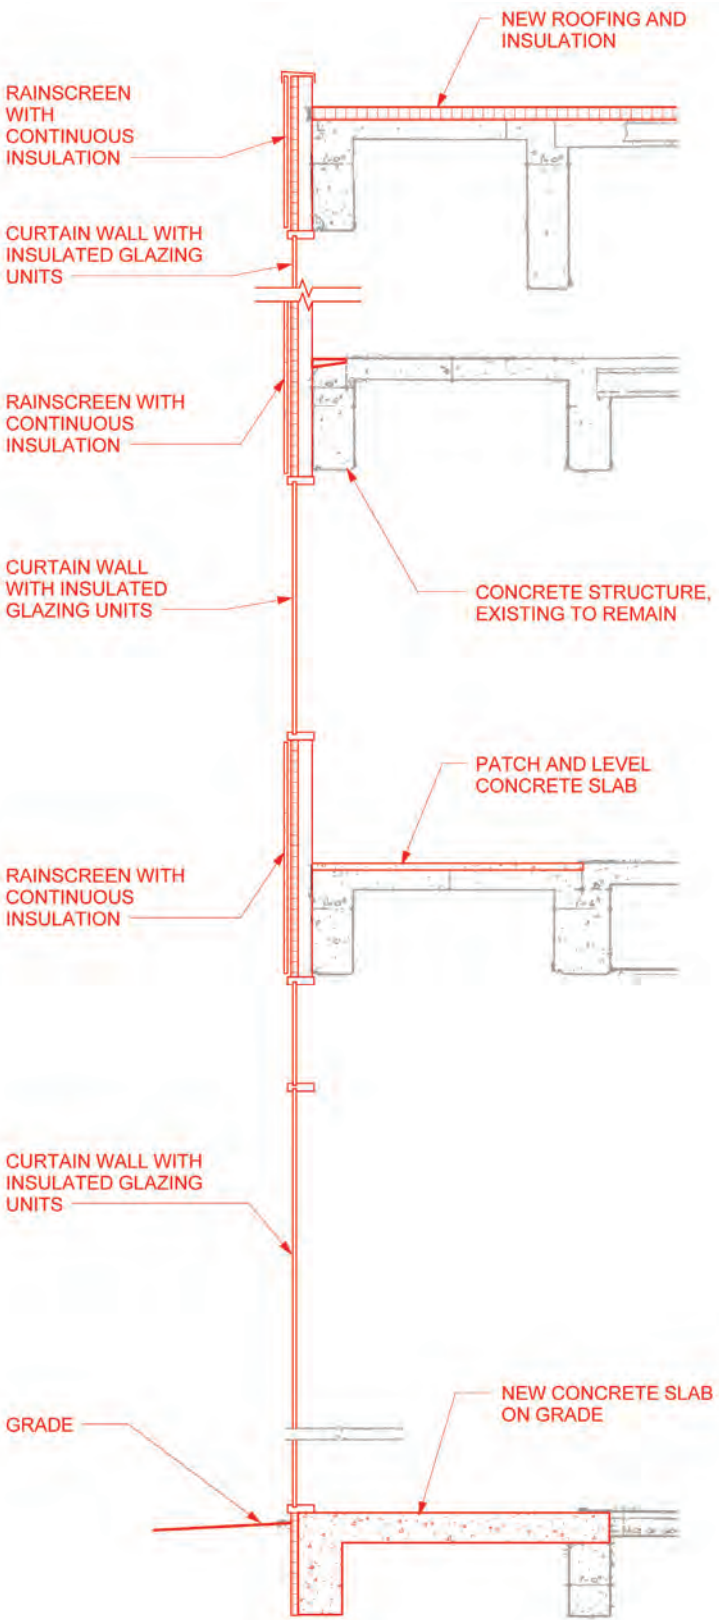 NEW ROOFING AND
INSULATION
RAINSCREEN
WITH
CONTINUOUS
INSULATION
CURTAIN WALL WITH
INSULATED GLAZING
UNITS
RAINSCREEN WITH
CONTINUOUS
INSULATION
CURTAIN WALL
WITH INSULATED
GLAZING UNITS
CONCRETE STRUCTURE,
EXISTING TO REMAIN
PATCH AND LEVEL
CONCRETE SLAB
RAINSCREEN WITH
CONTINUOUS
INSULATION
CURTAIN WALL WITH
INSULATED GLAZING
UNITS
NEW CONCRETE SLAB
ON GRADE
GRADE